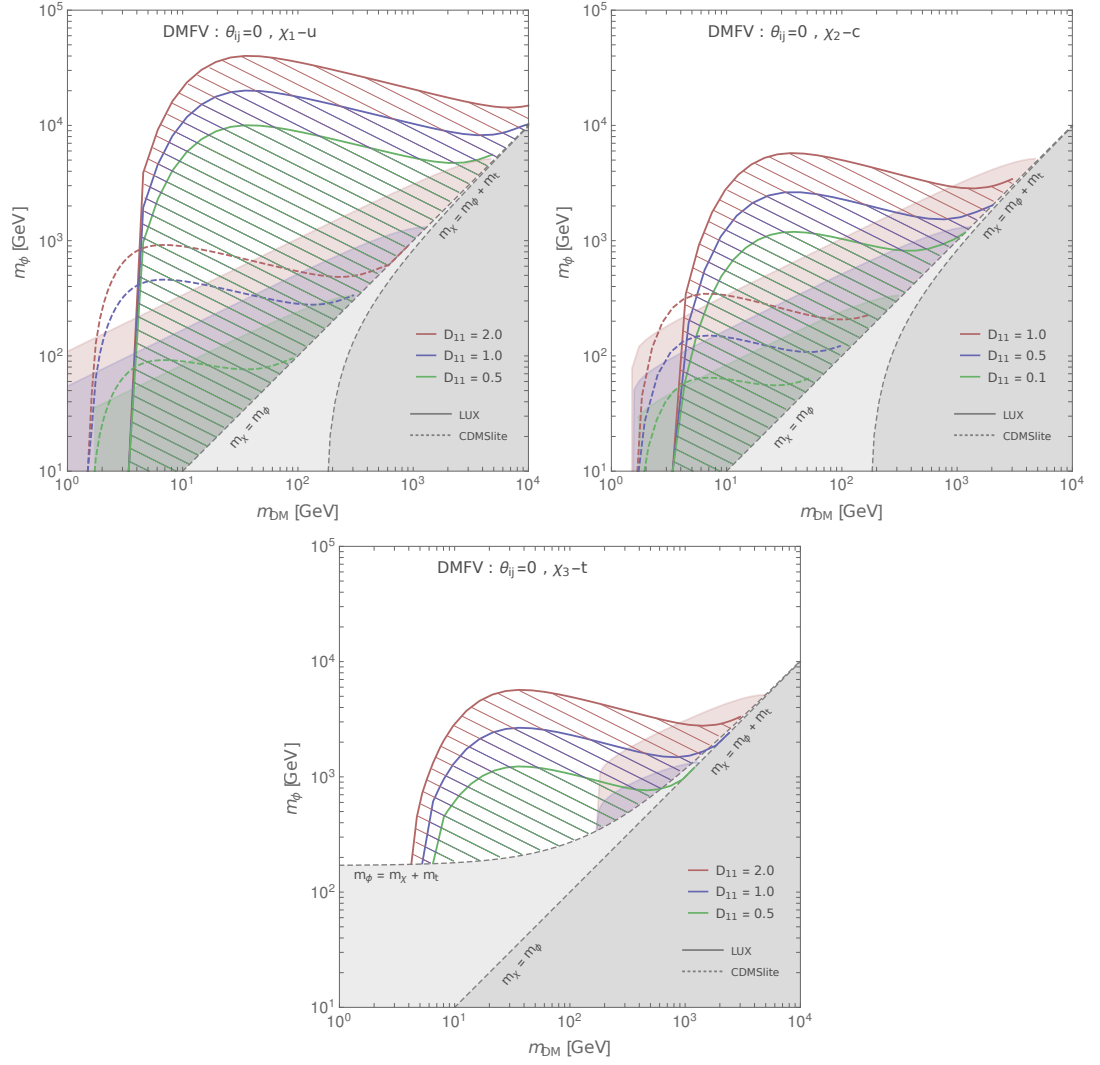 DMFV : θij=0 , χ1−u
mϕ [GeV]
10^5
10^4
10^3
10^2
10^1
mχ = mϕ + mt
mχ = mϕ
D11 = 2.0
D11 = 1.0
D11 = 0.5
LUX
CDMSlite
10^0 10^1 10^2 10^3 10^4
mDM [GeV]
DMFV : θij=0 , χ2−c
mϕ [GeV]
10^5
10^4
10^3
10^2
10^1
mχ = mϕ + mt
mχ = mϕ
D11 = 1.0
D11 = 0.5
D11 = 0.1
LUX
CDMSlite
10^0 10^1 10^2 10^3 10^4
mDM [GeV]
DMFV : θij=0 , χ3−t
mϕ [GeV]
10^5
10^4
10^3
10^2
10^1
mχ = mϕ + mt
mϕ = mχ + mt
mχ = mϕ
D11 = 2.0
D11 = 1.0
D11 = 0.5
LUX
CDMSlite
10^0 10^1 10^2 10^3 10^4
mDM [GeV]